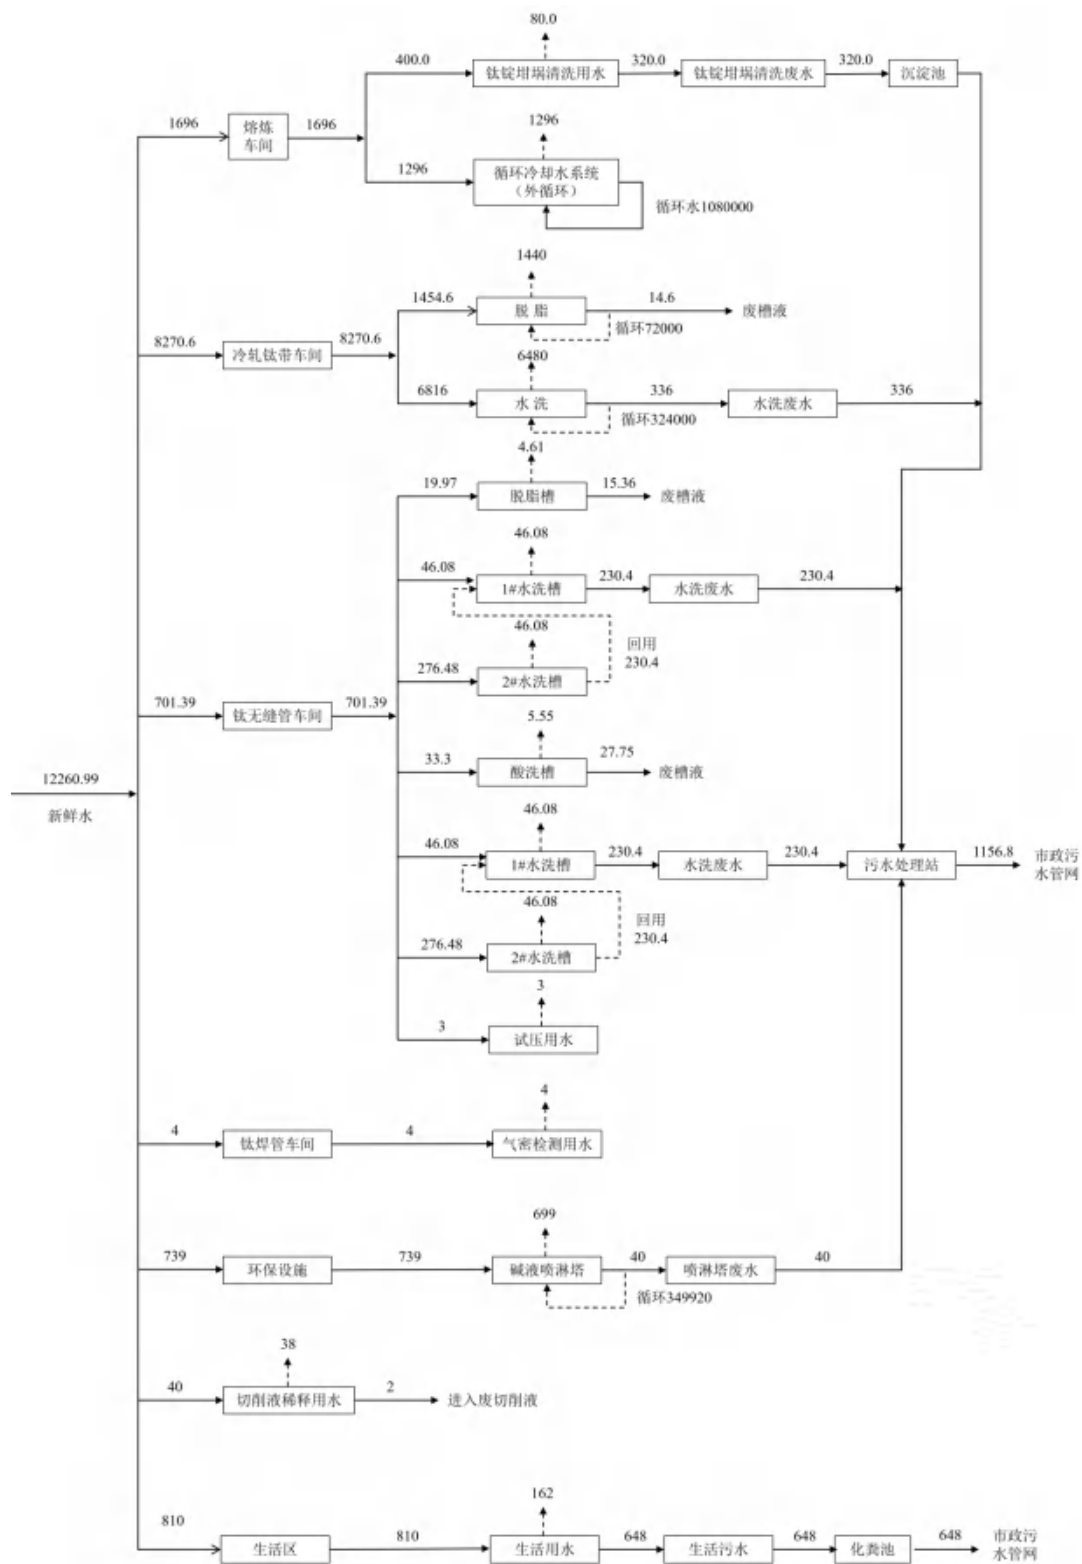 80.0
400.0
钛锭坩埚清洗用水
320.0
钛锭坩埚清洗废水
320.0
沉淀池
1696
熔炼
车间
1696
1296
1296
循环冷却水系统
（外循环）
循环水1080000
1440
1454.6
脱 脂
14.6
废槽液
循环72000
8270.6
冷轧钛带车间
8270.6
6480
6816
水 洗
336
水洗废水
336
循环324000
4.61
19.97
脱脂槽
15.36
废槽液
46.08
46.08
1#水洗槽
230.4
水洗废水
230.4
46.08
回用
230.4
276.48
2#水洗槽
701.39
钛无缝管车间
701.39
5.55
33.3
酸洗槽
27.75
废槽液
12260.99
新鲜水
46.08
46.08
1#水洗槽
230.4
水洗废水
230.4
污水处理站
1156.8
市政污
水管网
46.08
回用
230.4
276.48
2#水洗槽
3
3
试压用水
4
4
钛焊管车间
4
气密检测用水
699
739
环保设施
739
碱液喷淋塔
40
喷淋塔废水
40
循环349920
38
40
切削液稀释用水
2
进入废切削液
162
810
生活区
810
生活用水
648
生活污水
648
化粪池
648
市政污
水管网